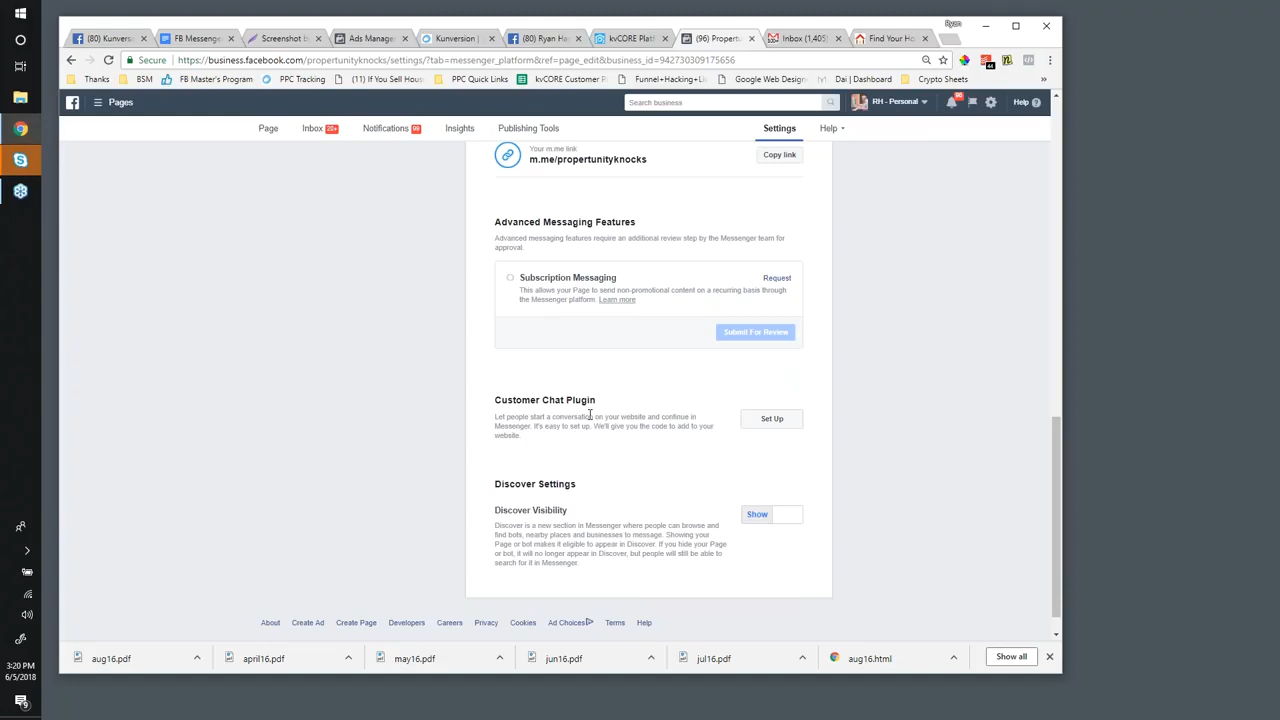 Ryan
(80) Kunvers
FB Messenge
Screenshot b
Ads Manage
Kunversion |
(80) Ryan Ha
kvCORE Plat
(96) Propert
Inbox (1,405)
Find Your Ho
Secure https://business.facebook.com/propertunityknocks/settings/?tab=messenger_platform&ref=page_edit&business_id=942730309175656
Thanks
BSM
FB Master's Program
PPC Tracking
(11) If You Sell Hous
PPC Quick Links
kvCORE Customer P
Funnel+Hacking+Li
Google Web Design
Dai | Dashboard
Crypto Sheets
Pages
Search business
RH - Personal
96
Help
Page
Inbox 20+
Notifications 99
Insights
Publishing Tools
Settings
Help
Your m.me link
m.me/propertunityknocks
Copy link
Advanced Messaging Features
Advanced messaging features require an additional review step by the Messenger team for
approval.
Subscription Messaging
Request
This allows your Page to send non-promotional content on a recurring basis through
the Messenger platform. Learn more
Submit For Review
Customer Chat Plugin
Let people start a conversation on your website and continue in
Messenger. It's easy to set up. We'll give you the code to add to your
website.
Set Up
Discover Settings
Discover Visibility
Show
Discover is a new section in Messenger where people can browse and
find bots, nearby places and businesses to message. Showing your
Page or bot makes it eligible to appear in Discover. If you hide your Page
or bot, it will no longer appear in Discover, but people will still be able to
search for it in Messenger.
About
Create Ad
Create Page
Developers
Careers
Privacy
Cookies
Ad Choices
Terms
Help
aug16.pdf
april16.pdf
may16.pdf
jun16.pdf
jul16.pdf
aug16.html
Show all
3:20 PM
6/5/2018